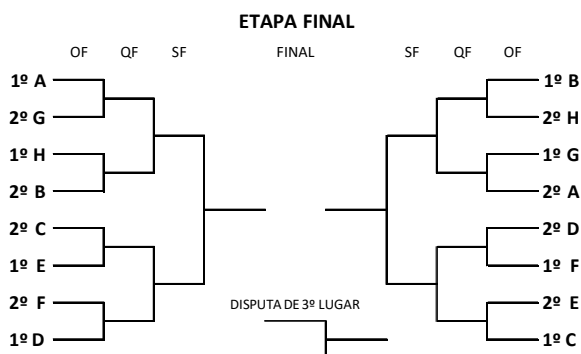 ETAPA FINAL
OF QF SF FINAL SF QF OF
1º A 1º B
2º G 2º H
1º H 1º G
2º B 2º A
2º C 2º D
1º E 1º F
2º F DISPUTA DE 3º LUGAR 2º E
1º D 1º C